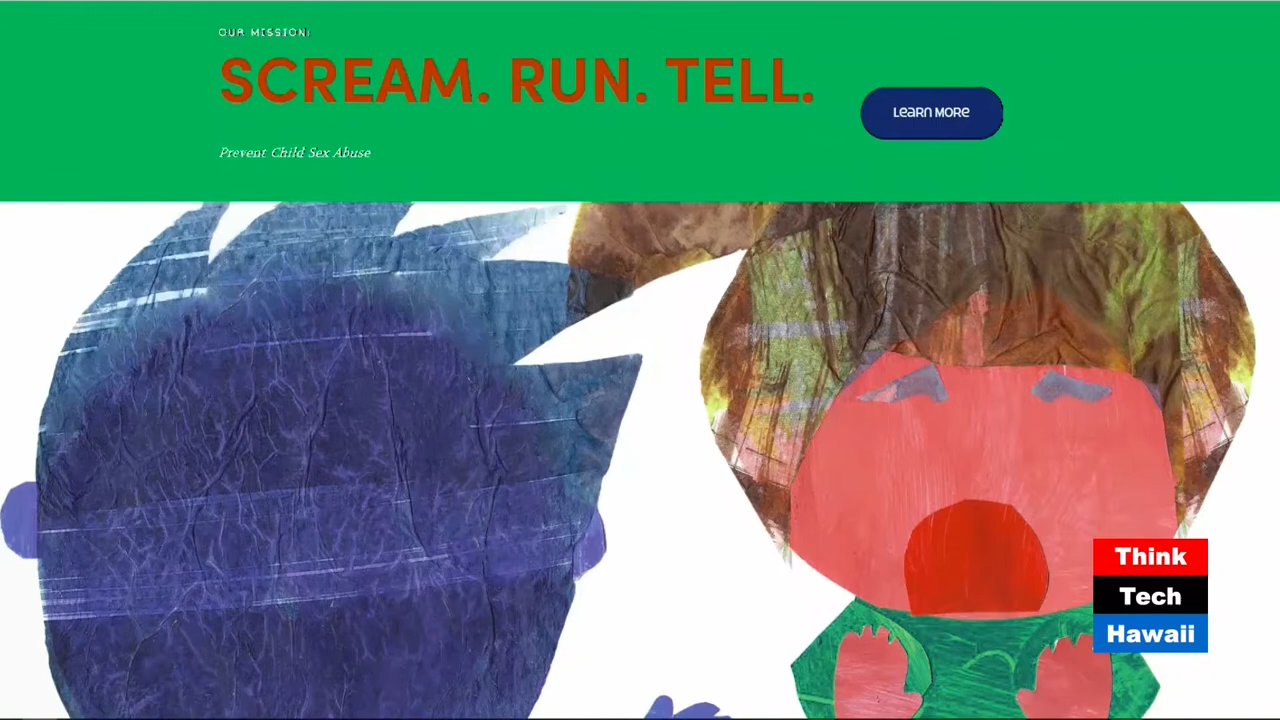 OUR MISSION:
SCREAM. RUN. TELL.
Learn More
Prevent Child Sex Abuse
Think
Tech
Hawaii